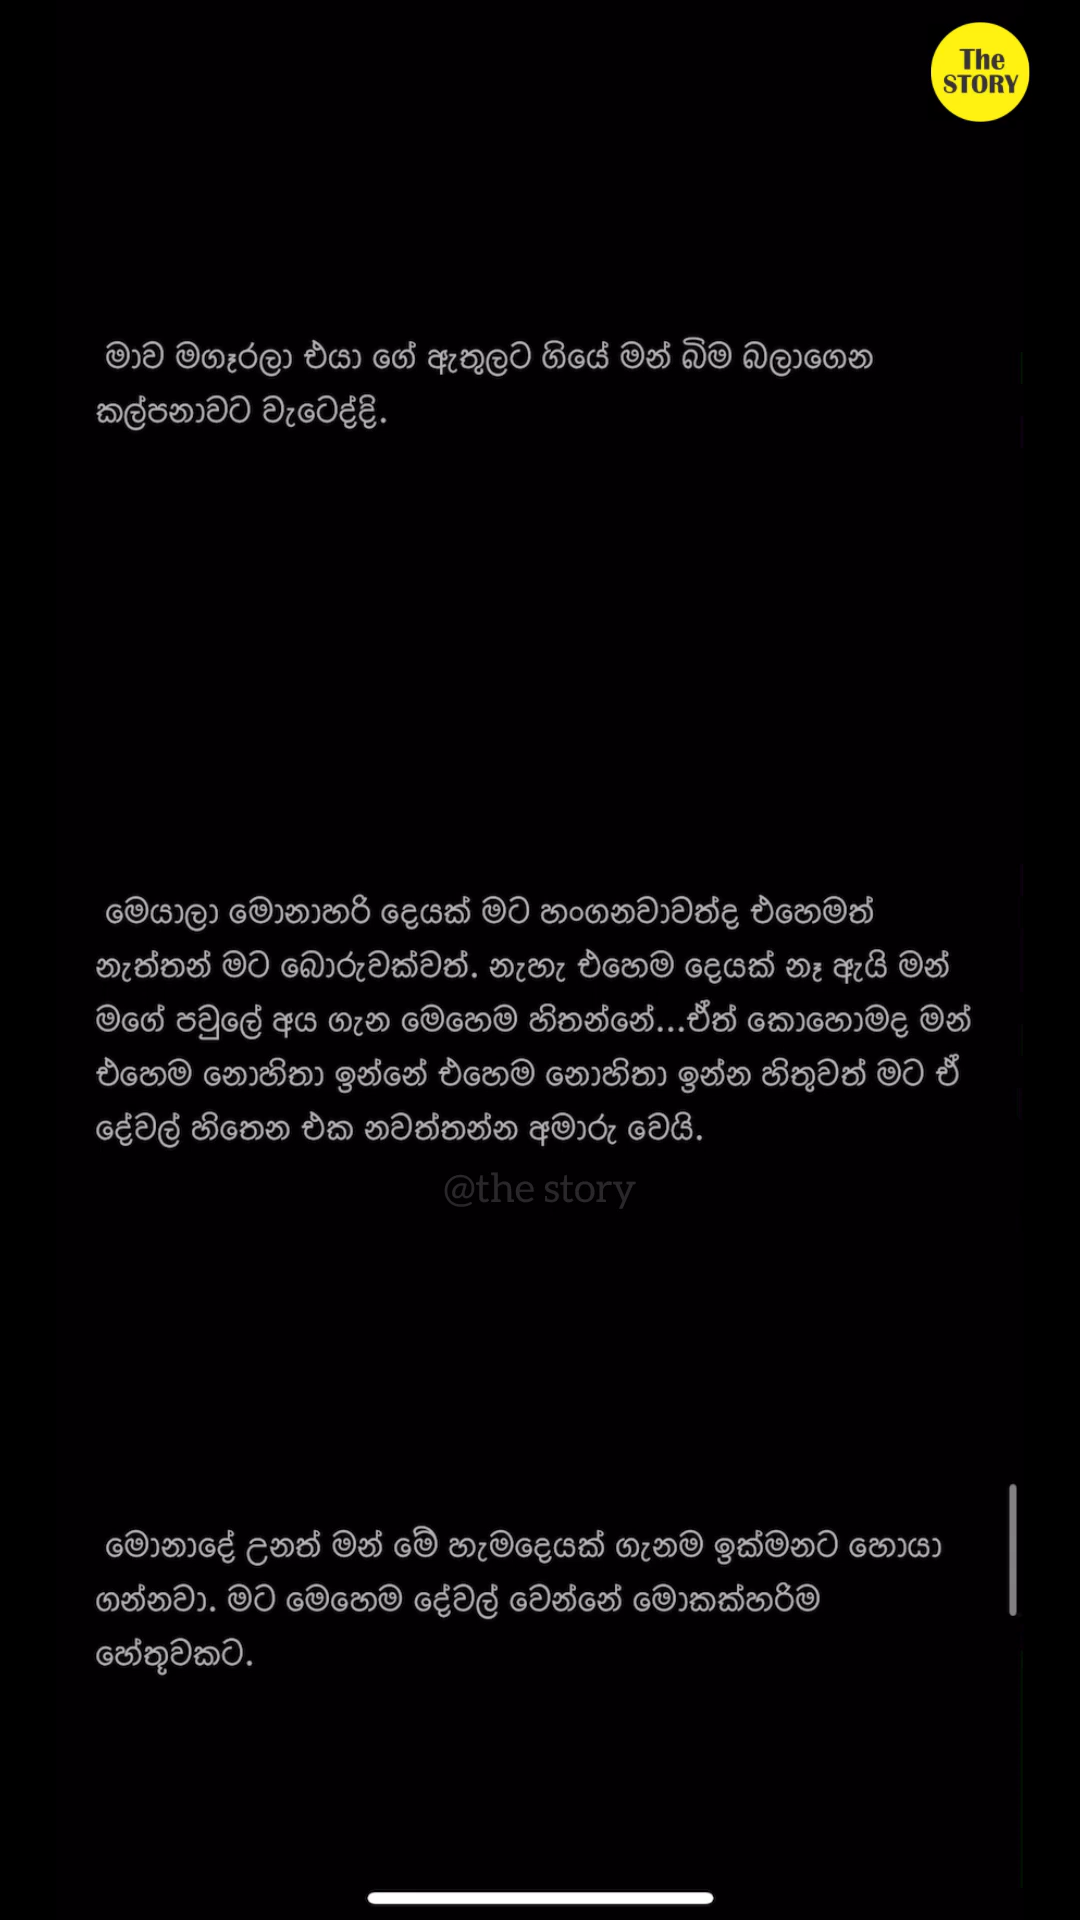 The
STORY
මාව මගෑරලා එයා ගේ ඇතුලට ගියේ මන් බිම බලාගෙන
කල්පනාවට වැටෙද්දි.
මෙයාලා මොනාහරි දෙයක් මට හංගනවාවත්ද එහෙමත්
නැත්තන් මට බොරුවක්වත්. නැහැ එහෙම දෙයක් නෑ ඇයි මන්
මගේ පවුලේ අය ගැන මෙහෙම හිතන්නේ...ඒත් කොහොමද මන්
එහෙම නොහිතා ඉන්නේ එහෙම නොහිතා ඉන්න හිතුවත් මට ඒ
දේවල් හිතෙන එක නවත්තන්න අමාරු වෙයි.
@the story
මොනාදේ උනත් මන් මේ හැමදෙයක් ගැනම ඉක්මනට හොයා
ගන්නවා. මට මෙහෙම දේවල් වෙන්නේ මොකක්හරිම
හේතූවකට.